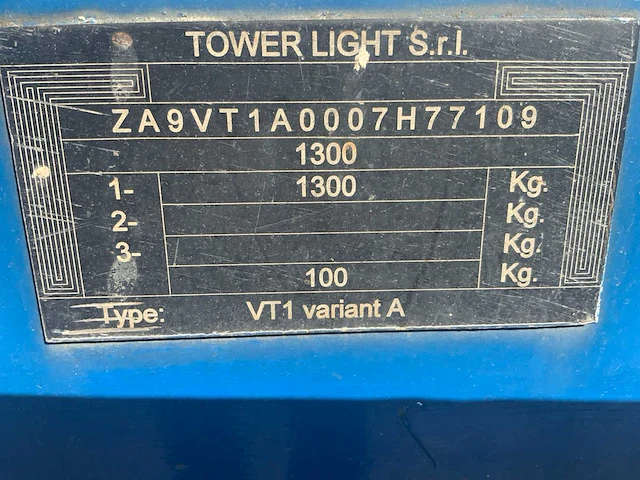 TOWER LIGHT S.r.l.
ZA9VT1A0007H77109
1300
1- 1300 Kg.
2- Kg.
3- Kg.
100 Kg.
Type: VT1 variant A